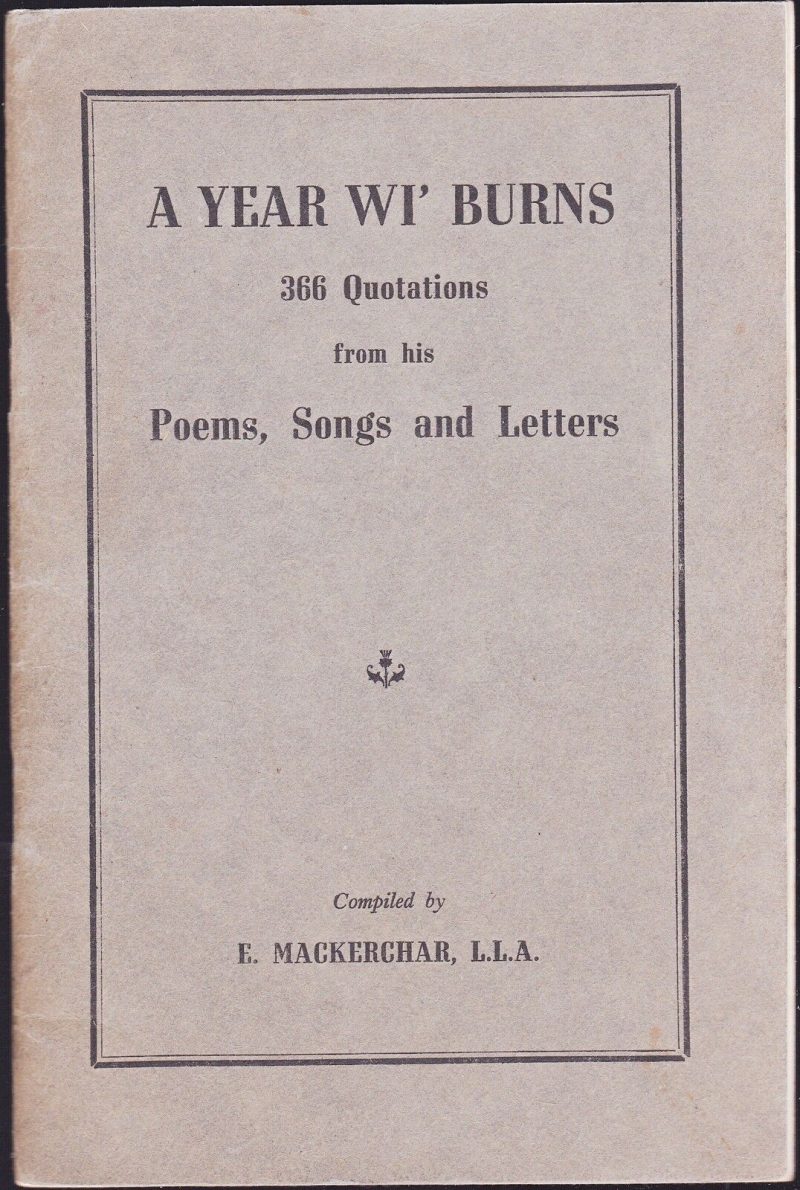 A YEAR WI' BURNS
366 Quotations
from his
Poems, Songs and Letters
Compiled by
E. MACKERCHAR, L.L.A.